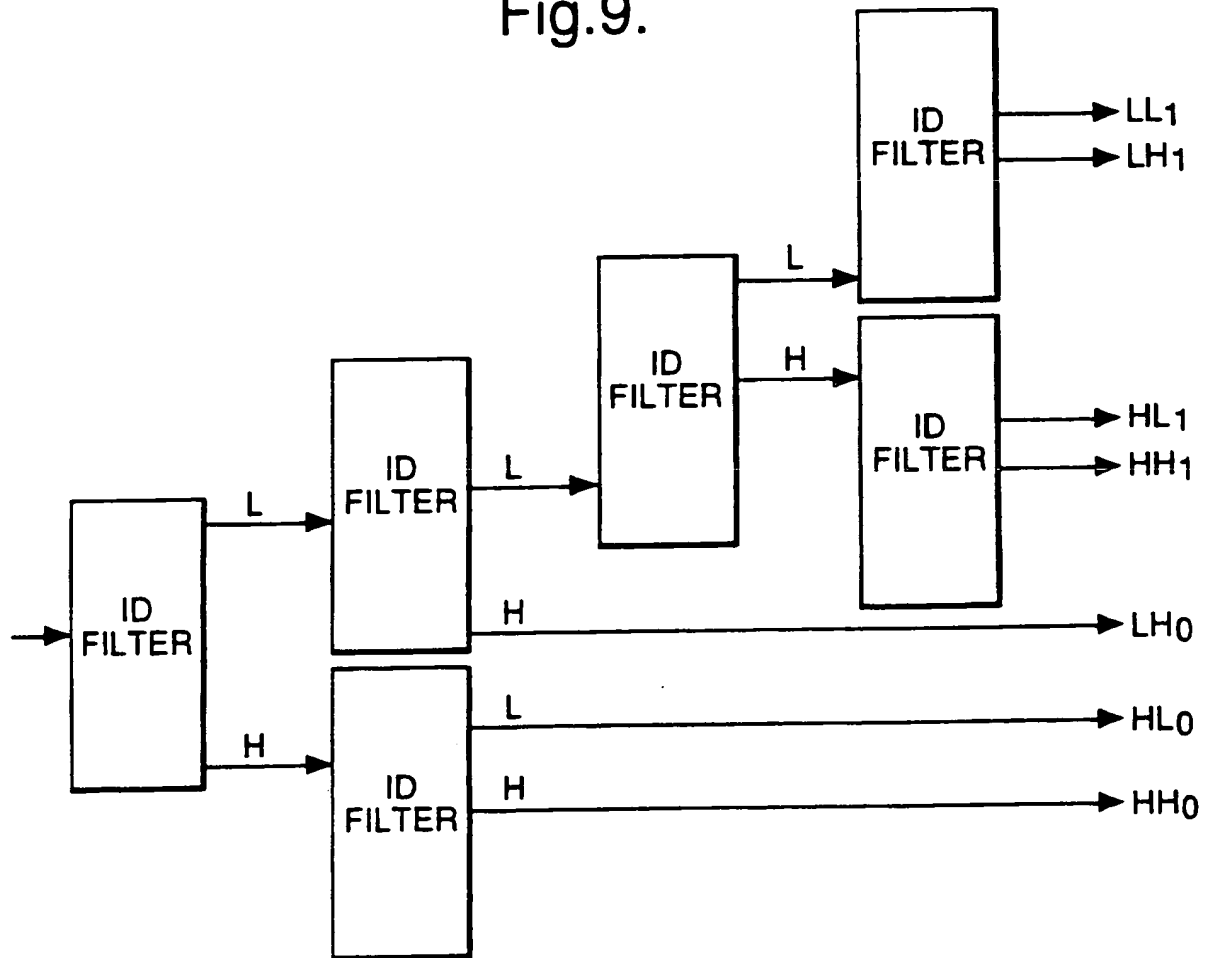 Fig.9.
ID
FILTER
LL1
LH1
L
H
ID
FILTER
ID
FILTER
HL1
HH1
L
H
ID
FILTER
LH0
L
H
ID
FILTER
L
H
ID
FILTER
HL0
HH0